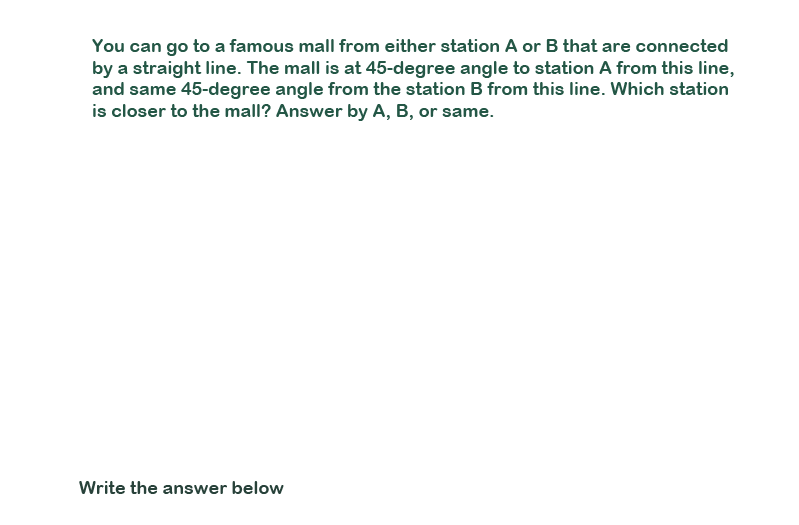 You can go to a famous mall from either station A or B that are connected
by a straight line. The mall is at 45-degree angle to station A from this line,
and same 45-degree angle from the station B from this line. Which station
is closer to the mall? Answer by A, B, or same.
Write the answer below